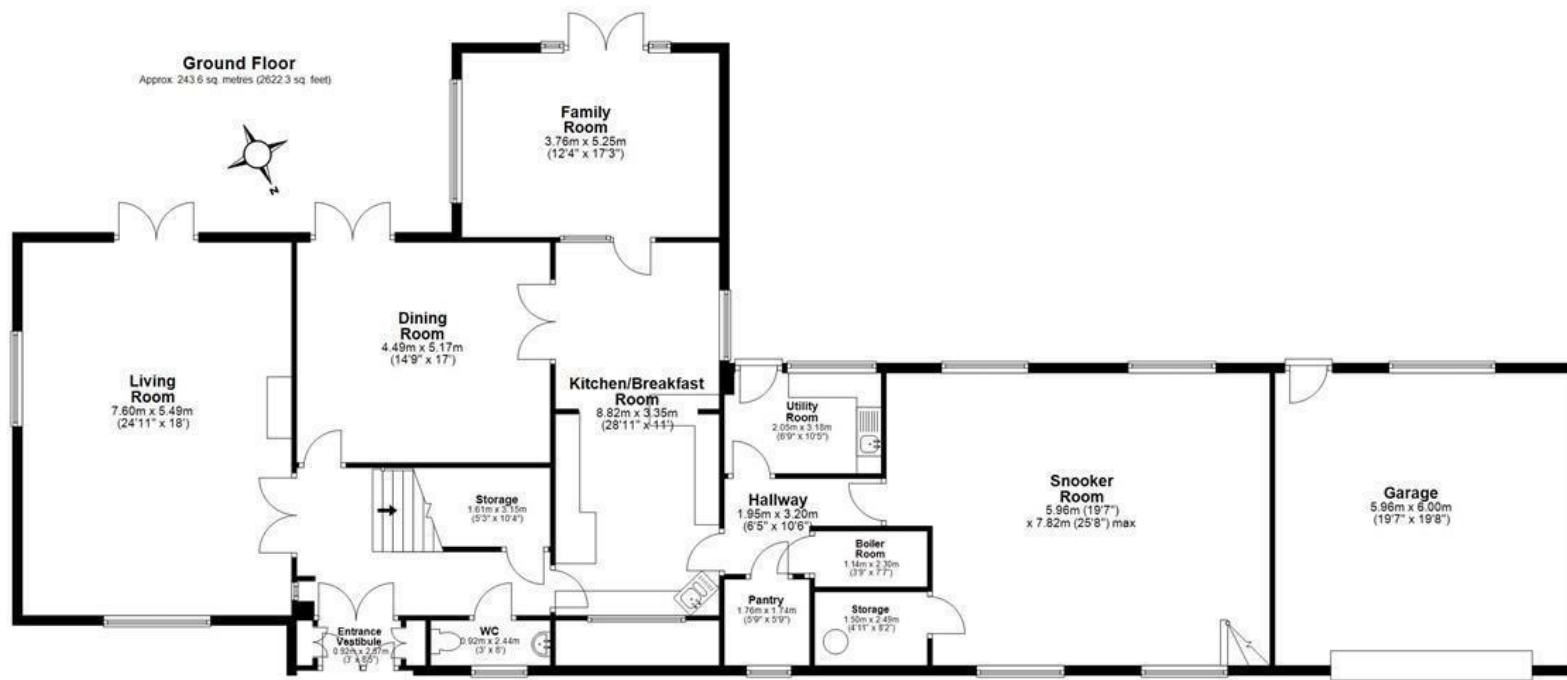 Ground Floor
Approx. 243.6 sq. metres (2622.3 sq. feet)
N
Family
Room
3.76m x 5.25m
(12'4" x 17'3")
Living
Room
7.60m x 5.49m
(24'11" x 18')
Dining
Room
4.49m x 5.17m
(14'9" x 17')
Kitchen/Breakfast
Room
8.82m x 3.35m
(28'11" x 11')
Utility
Room
2.05m x 3.18m
(6'9" x 10'5")
Storage
1.61m x 3.15m
(5'3" x 10'4")
Hallway
1.95m x 3.20m
(6'5" x 10'6")
Snooker
Room
5.96m (19'7")
x 7.82m (25'8") max
Garage
5.96m x 6.00m
(19'7" x 19'8")
Boiler
Room
1.14m x 2.30m
(3'9" x 7'7")
Pantry
1.76m x 1.74m
(5'9" x 5'9")
Storage
1.50m x 2.49m
(4'11" x 8'2")
Entrance
Vestibule
0.92m x 2.57m
(3' x 8'5")
WC
0.92m x 2.44m
(3' x 8')